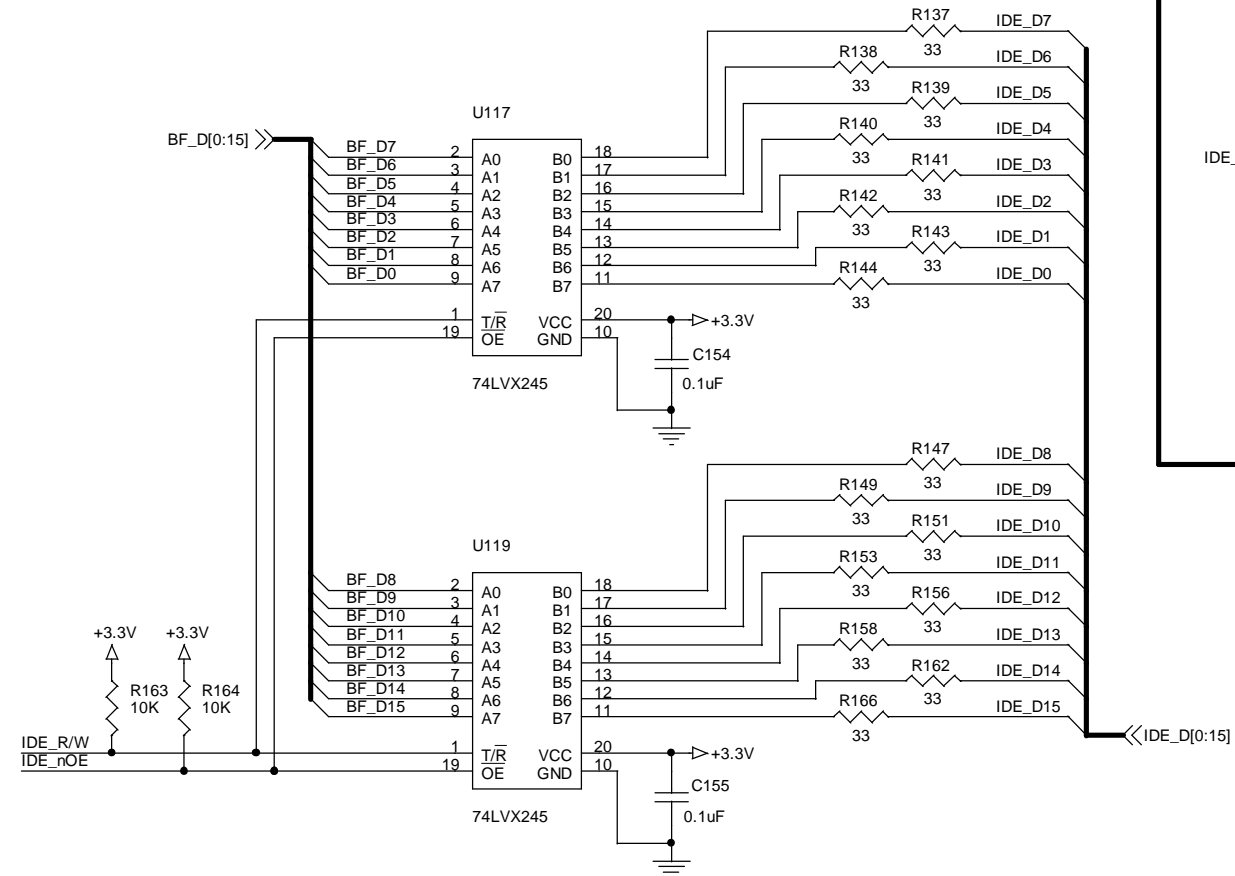 R137
IDE_D7
33
R138
IDE_D6
33
R139
IDE_D5
33
R140
IDE_D4
33
R141
IDE_D3
33
R142
IDE_D2
33
R143
IDE_D1
33
R144
IDE_D0
33
IDE_
U117
BF_D[0:15]
BF_D7 2 A0 B0 18
BF_D6 3 A1 B1 17
BF_D5 4 A2 B2 16
BF_D4 5 A3 B3 15
BF_D3 6 A4 B4 14
BF_D2 7 A5 B5 13
BF_D1 8 A6 B6 12
BF_D0 9 A7 B7 11
1 T/R VCC 20 +3.3V
19 OE GND 10
C154
0.1uF
74LVX245
R147
IDE_D8
33
R149
IDE_D9
33
R151
IDE_D10
33
R153
IDE_D11
33
R156
IDE_D12
33
R158
IDE_D13
33
R162
IDE_D14
33
R166
IDE_D15
33
IDE_D[0:15]
U119
BF_D8 2 A0 B0 18
BF_D9 3 A1 B1 17
BF_D10 4 A2 B2 16
BF_D11 5 A3 B3 15
BF_D12 6 A4 B4 14
BF_D13 7 A5 B5 13
BF_D14 8 A6 B6 12
BF_D15 9 A7 B7 11
+3.3V +3.3V
R163 R164
10K 10K
IDE_R/W
IDE_nOE
1 T/R VCC 20 +3.3V
19 OE GND 10
C155
0.1uF
74LVX245